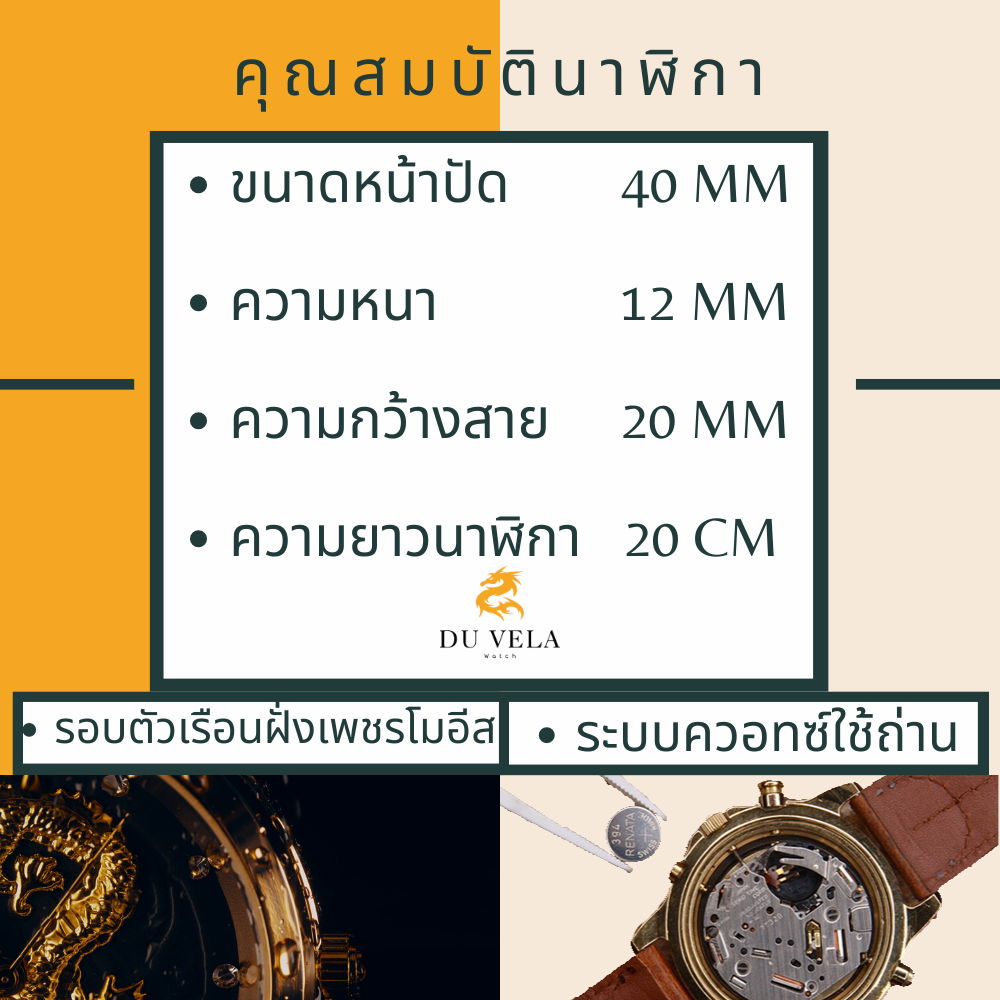 คุณสมบัตินาฬิกา
• ขนาดหน้าปัด 40 MM
• ความหนา 12 MM
• ความกว้างสาย 20 MM
• ความยาวนาฬิกา 20 CM
DU VELA
Watch
• รอบตัวเรือนฝั่งเพชรโมอีส
• ระบบควอทซ์ใช้ถ่าน
394
RENATA
SWISS
MADE